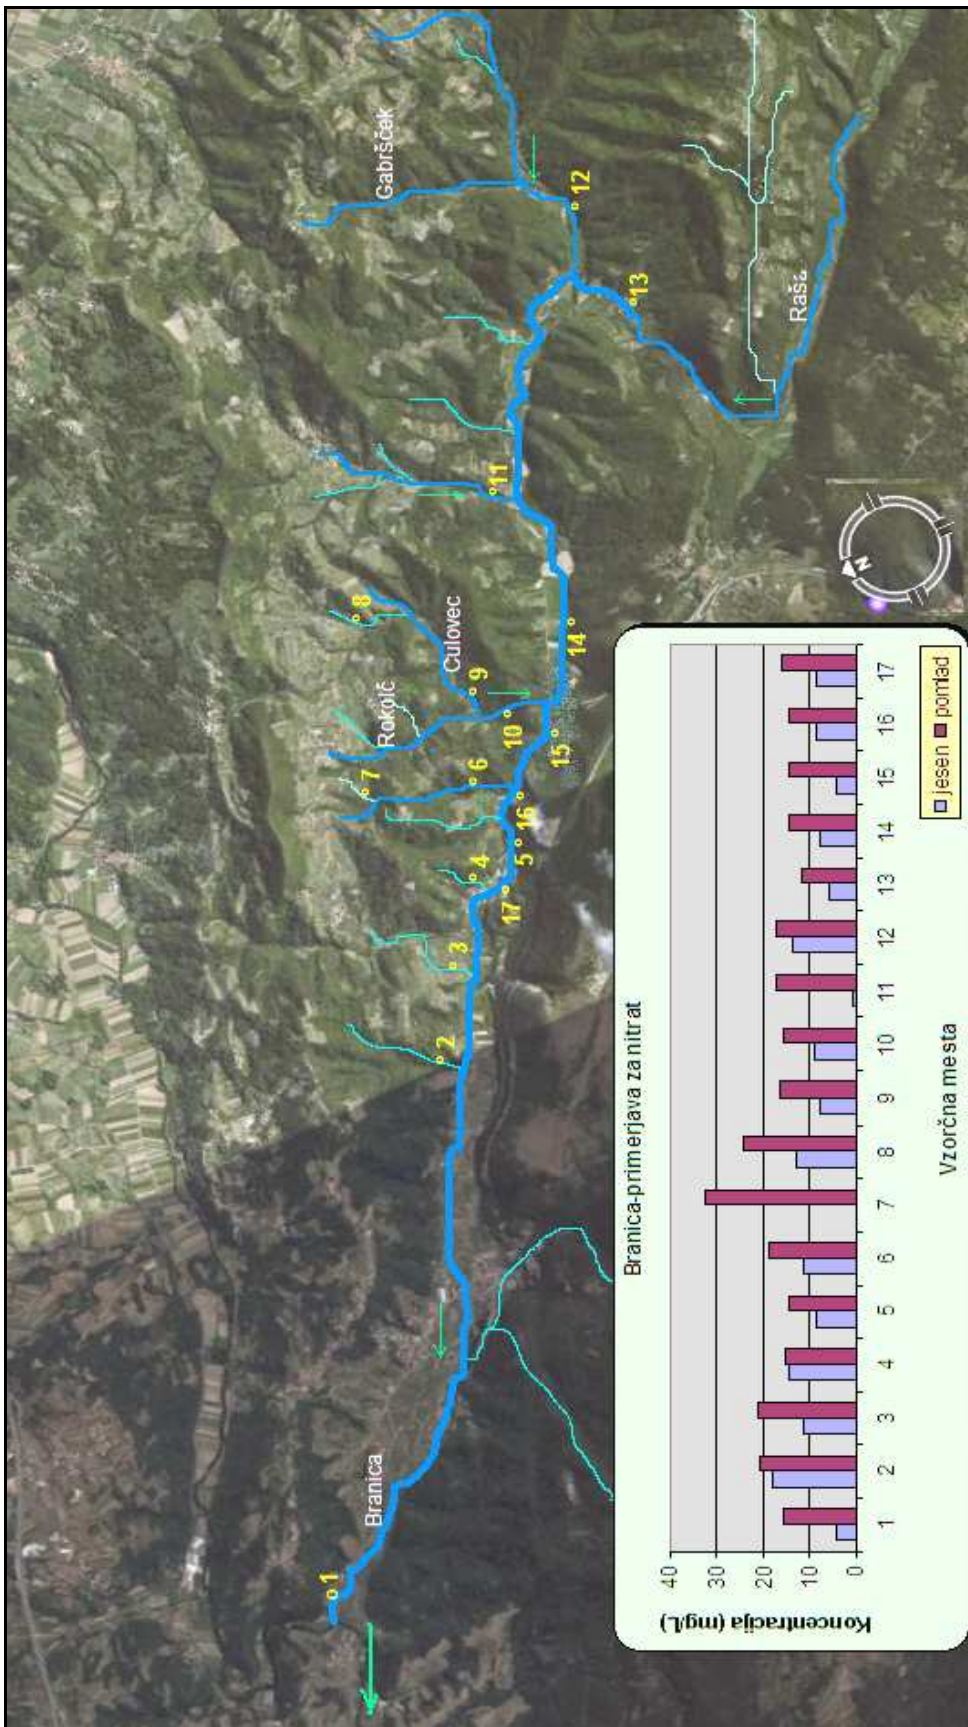 Gabršček
12
13
Raša
11
8
Čulovec
9
Rokolč
10
14
15
7
6
16
5
4
17
3
2
Branica
1
N
Branica-primerjava za nitrat
Koncentracija (mg/L)
40
30
20
10
0
1 2 3 4 5 6 7 8 9 10 11 12 13 14 15 16 17
Vzorčna mesta
jesen pomlad